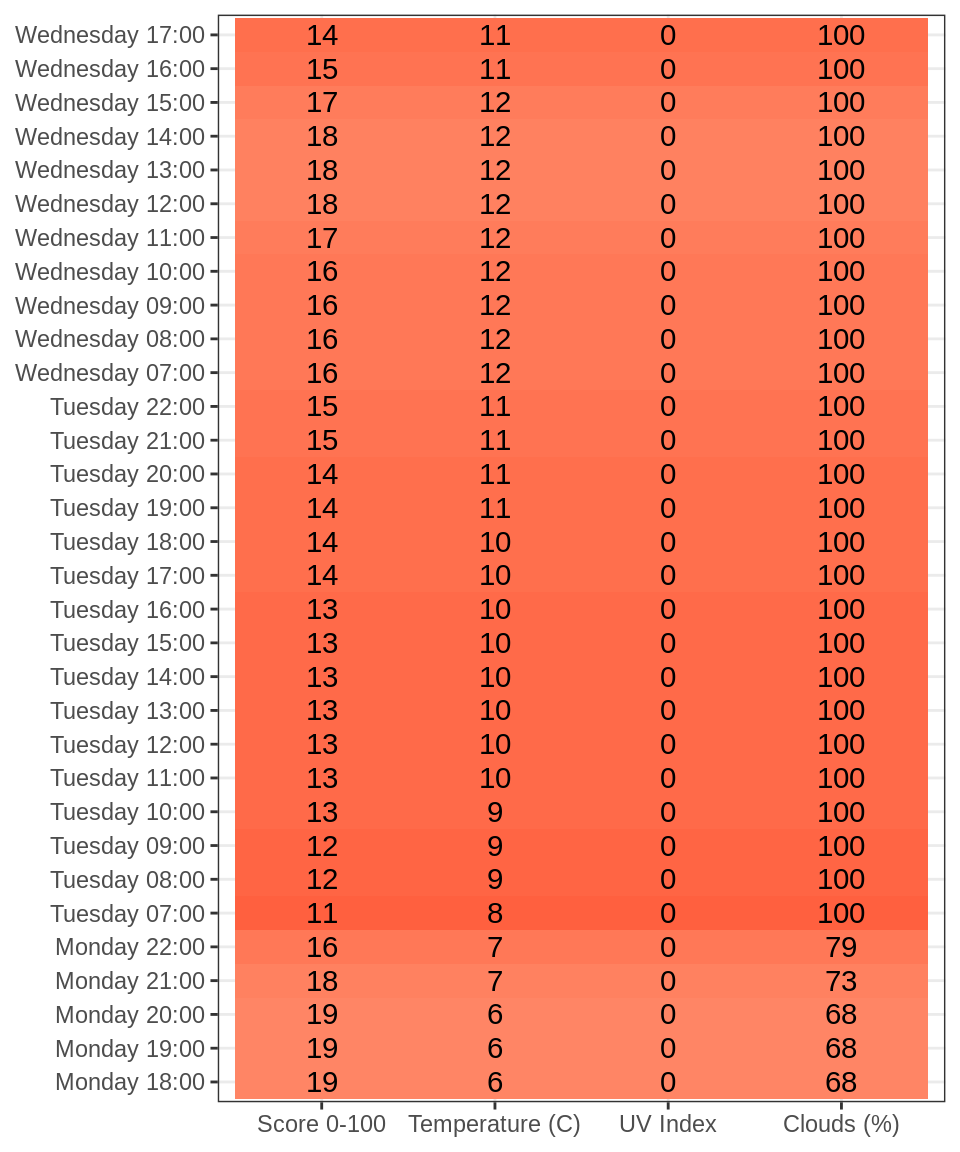 Wednesday 17:00 14 11 0 100
Wednesday 16:00 15 11 0 100
Wednesday 15:00 17 12 0 100
Wednesday 14:00 18 12 0 100
Wednesday 13:00 18 12 0 100
Wednesday 12:00 18 12 0 100
Wednesday 11:00 17 12 0 100
Wednesday 10:00 16 12 0 100
Wednesday 09:00 16 12 0 100
Wednesday 08:00 16 12 0 100
Wednesday 07:00 16 12 0 100
Tuesday 22:00 15 11 0 100
Tuesday 21:00 15 11 0 100
Tuesday 20:00 14 11 0 100
Tuesday 19:00 14 11 0 100
Tuesday 18:00 14 10 0 100
Tuesday 17:00 14 10 0 100
Tuesday 16:00 13 10 0 100
Tuesday 15:00 13 10 0 100
Tuesday 14:00 13 10 0 100
Tuesday 13:00 13 10 0 100
Tuesday 12:00 13 10 0 100
Tuesday 11:00 13 10 0 100
Tuesday 10:00 13 9 0 100
Tuesday 09:00 12 9 0 100
Tuesday 08:00 12 9 0 100
Tuesday 07:00 11 8 0 100
Monday 22:00 16 7 0 79
Monday 21:00 18 7 0 73
Monday 20:00 19 6 0 68
Monday 19:00 19 6 0 68
Monday 18:00 19 6 0 68
Score 0-100 Temperature (C) UV Index Clouds (%)